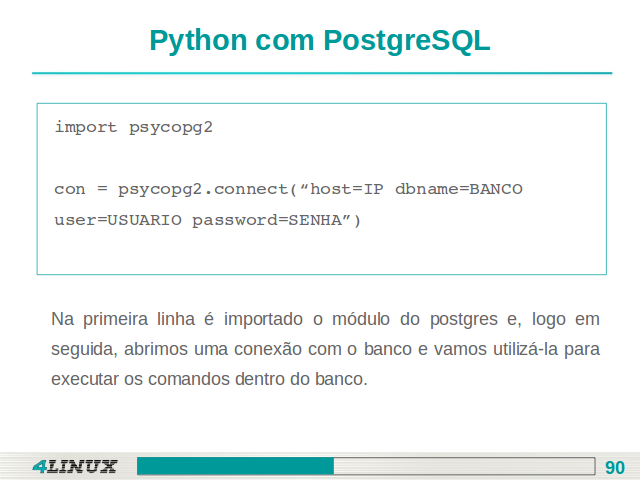 Python com PostgreSQL
import psycopg2
con = psycopg2.connect(“host=IP dbname=BANCO
user=USUARIO password=SENHA”)
Na primeira linha é importado o módulo do postgres e, logo em
seguida, abrimos uma conexão com o banco e vamos utilizá-la para
executar os comandos dentro do banco.
4LINUX
90